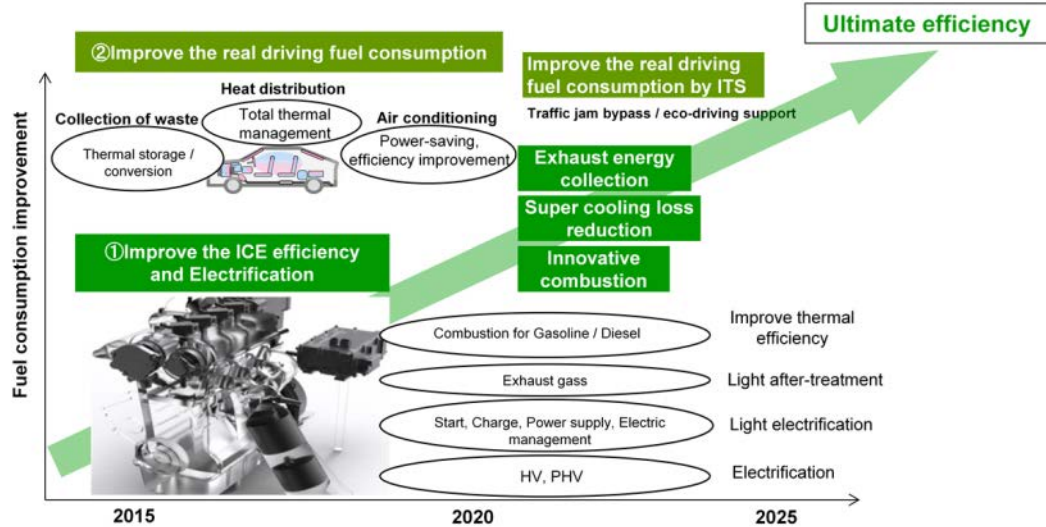 Ultimate efficiency
②Improve the real driving fuel consumption
Improve the real driving
fuel consumption by ITS
Traffic jam bypass / eco-driving support
Heat distribution
Total thermal
management
Collection of waste
Thermal storage /
conversion
Air conditioning
Power-saving,
efficiency improvement
Exhaust energy
collection
Super cooling loss
reduction
Innovative
combustion
①Improve the ICE efficiency
and Electrification
Fuel consumption improvement
Combustion for Gasoline / Diesel
Improve thermal
efficiency
Exhaust gass
Light after-treatment
Start, Charge, Power supply, Electric
management
Light electrification
HV, PHV
Electrification
2015
2020
2025